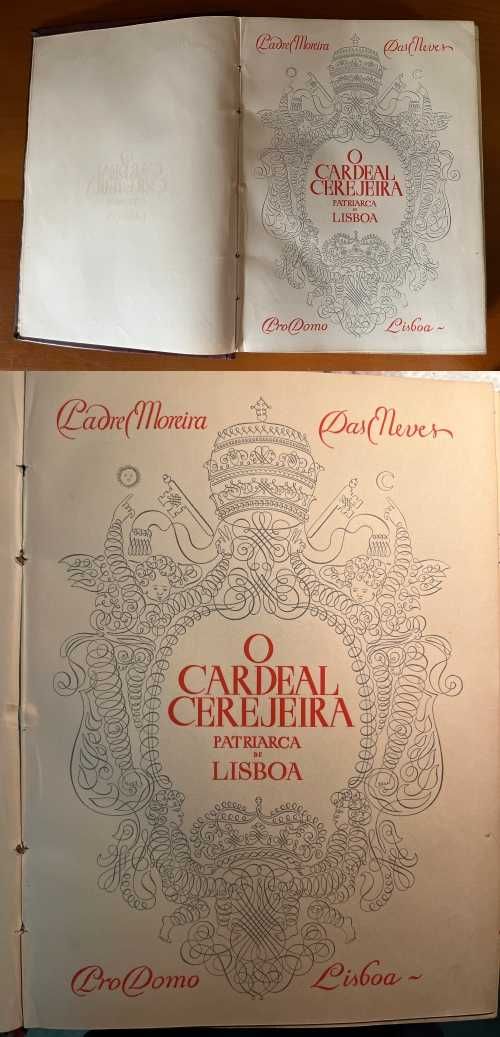 Padre Moreira Das Neves
O
CARDEAL
CEREJEIRA
PATRIARCA
DE
LISBOA
Pro Domo Lisboa ~
Padre Moreira Das Neves
O
CARDEAL
CEREJEIRA
PATRIARCA
DE
LISBOA
Pro Domo Lisboa ~